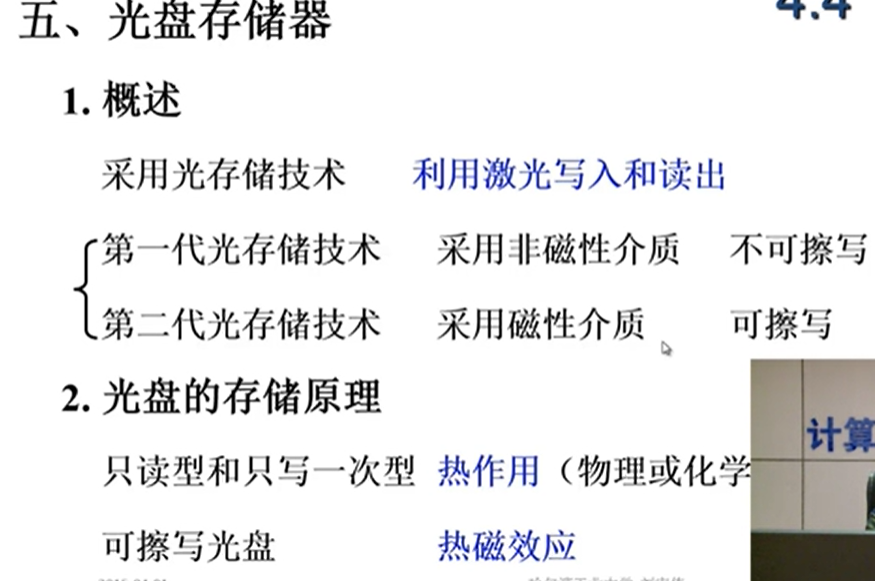 五、光盘存储器
4.4
1. 概述
采用光存储技术 利用激光写入和读出
第一代光存储技术 采用非磁性介质 不可擦写
第二代光存储技术 采用磁性介质 可擦写
2. 光盘的存储原理
只读型和只写一次型 热作用（物理或化学
计算
可擦写光盘 热磁效应